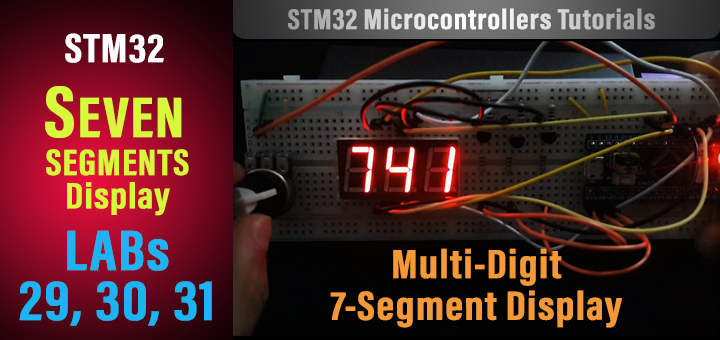 STM32 Microcontrollers Tutorials
STM32
SEVEN
SEGMENTS
Display
LABs
29, 30, 31
741
Multi-Digit
7-Segment Display